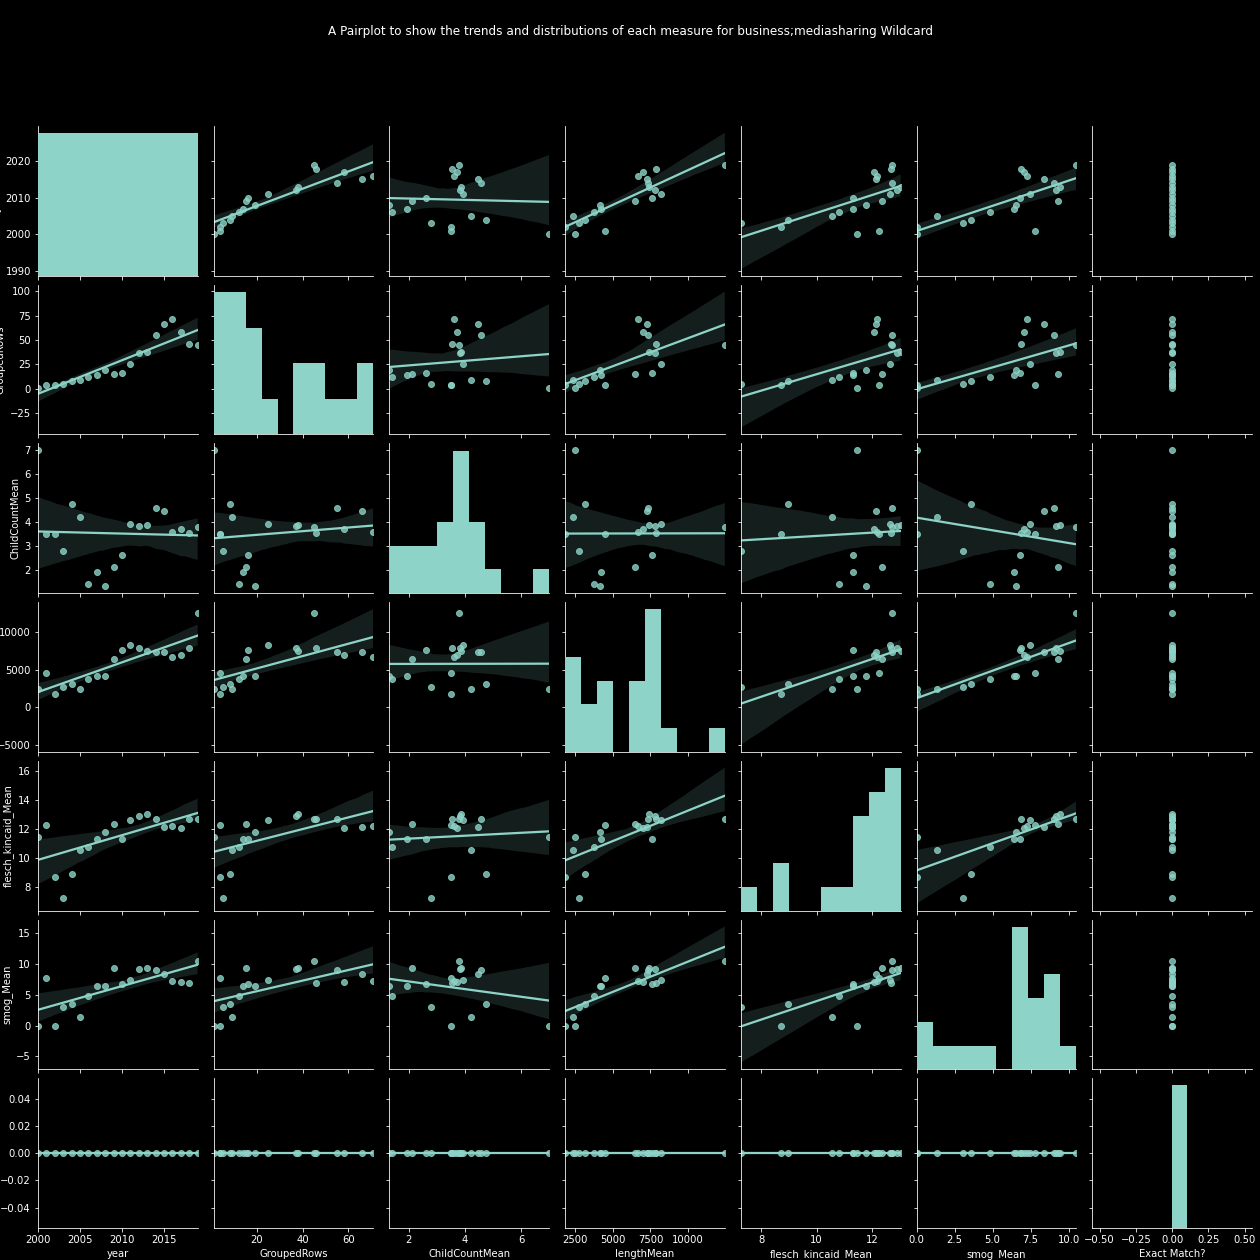 A Pairplot to show the trends and distributions of each measure for business;mediasharing Wildcard
2020
2010
2000
1990
100
75
50
25
0
−25
7
6
5
4
3
2
ChildCountMean
10000
5000
0
−5000
16
14
12
10
8
flesch_kincaid_Mean
15
10
5
0
−5
smog_Mean
0.04
0.02
0.00
−0.02
−0.04
2000 2005 2010 2015
20 40 60
2 4 6
2500 5000 7500 10000
8 10 12
0.0 2.5 5.0 7.5 10.0
−0.50 −0.25 0.00 0.25 0.50
year GroupedRows ChildCountMean lengthMean flesch_kincaid_Mean smog_Mean Exact Match?